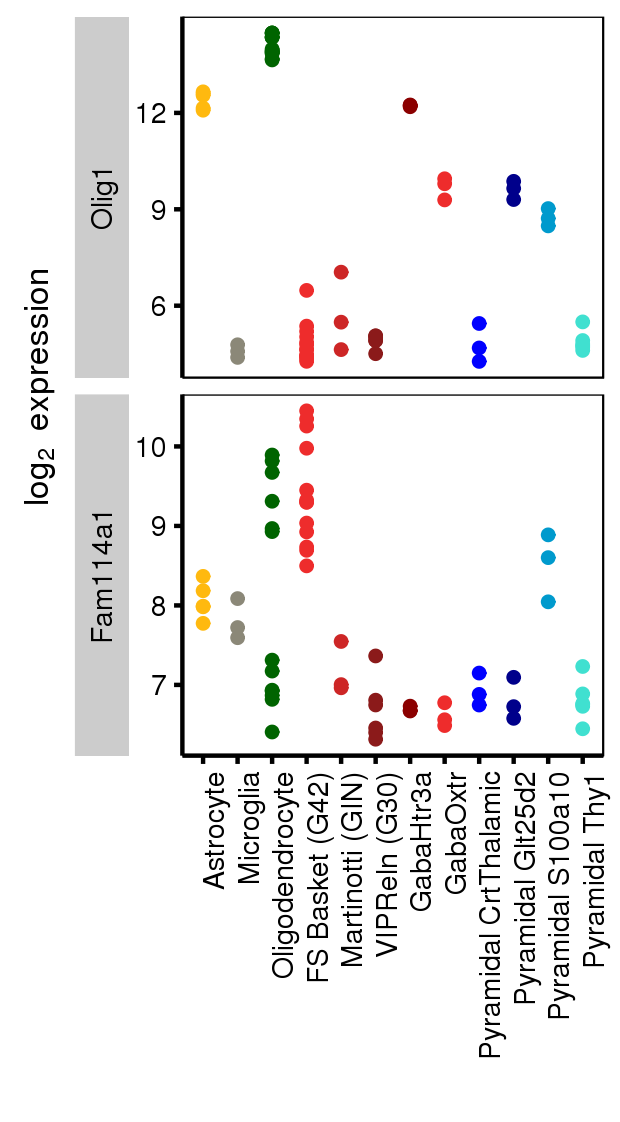 log2 expression
Olig1
12
9
6
Fam114a1
10
9
8
7
Astrocyte
Microglia
Oligodendrocyte
FS Basket (G42)
Martinotti (GIN)
VIPReln (G30)
GabaHtr3a
GabaOxtr
Pyramidal CrtThalamic
Pyramidal Glt25d2
Pyramidal S100a10
Pyramidal Thy1